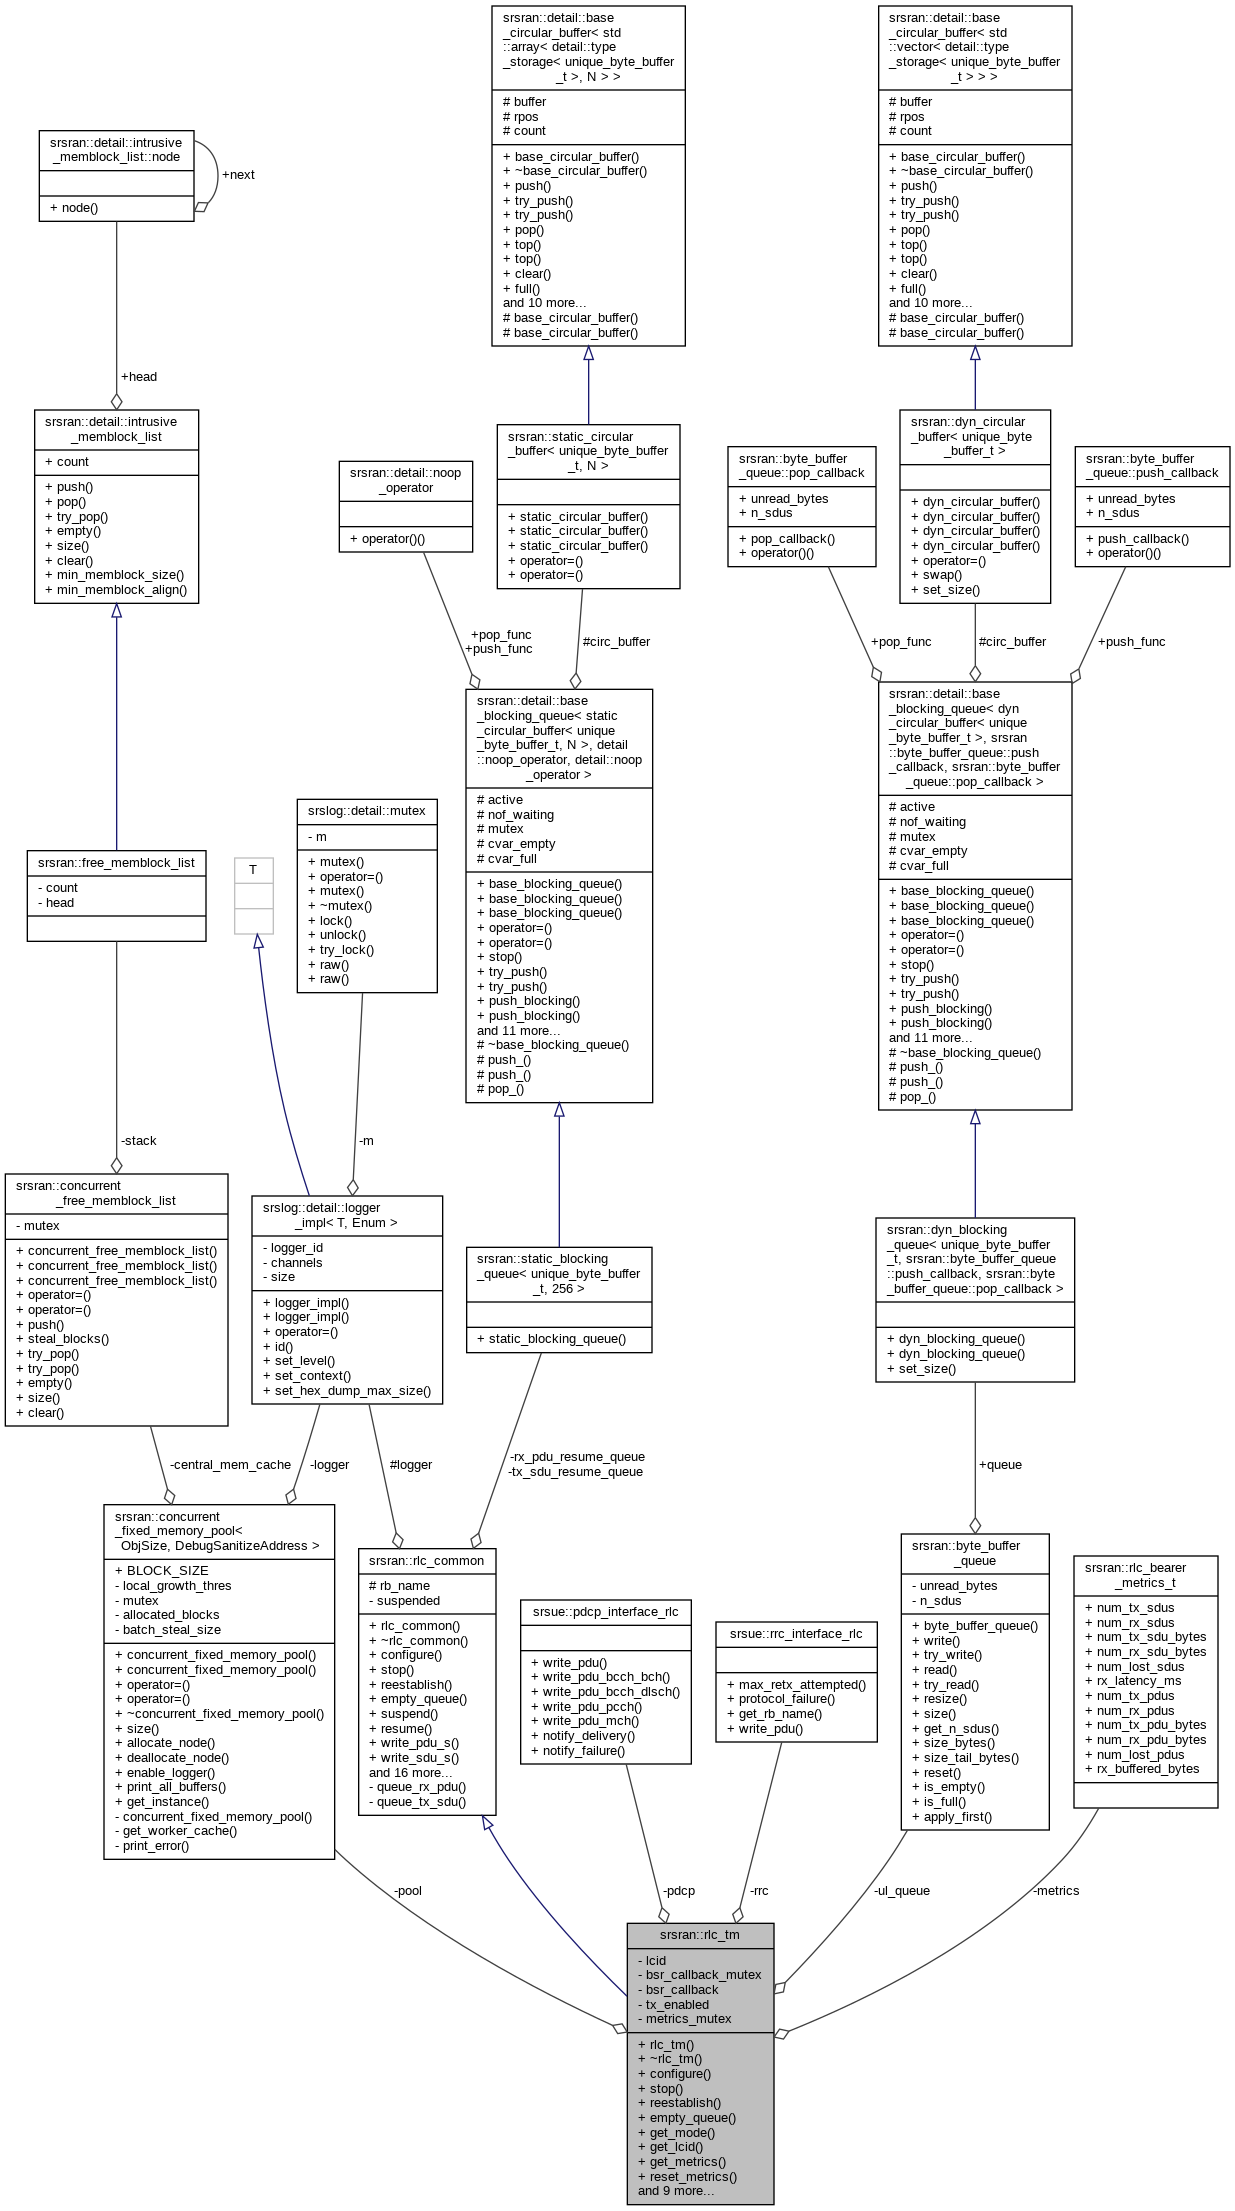 srsran::detail::base
_circular_buffer< std
::array< detail::type
_storage< unique_byte_buffer
_t >, N > >
# buffer
# rpos
# count
+ base_circular_buffer()
+ ~base_circular_buffer()
+ push()
+ try_push()
+ try_push()
+ pop()
+ top()
+ top()
+ clear()
+ full()
and 10 more...
# base_circular_buffer()
# base_circular_buffer()
srsran::detail::base
_circular_buffer< std
::vector< detail::type
_storage< unique_byte_buffer
_t > > >
# buffer
# rpos
# count
+ base_circular_buffer()
+ ~base_circular_buffer()
+ push()
+ try_push()
+ try_push()
+ pop()
+ top()
+ top()
+ clear()
+ full()
and 10 more...
# base_circular_buffer()
# base_circular_buffer()
srsran::detail::intrusive
_memblock_list::node
+ node()
+next
+head
srsran::detail::intrusive
_memblock_list
+ count
+ push()
+ pop()
+ try_pop()
+ empty()
+ size()
+ clear()
+ min_memblock_size()
+ min_memblock_align()
srsran::detail::noop
_operator
+ operator()()
srsran::static_circular
_buffer< unique_byte_buffer
_t, N >
+ static_circular_buffer()
+ static_circular_buffer()
+ static_circular_buffer()
+ operator=()
+ operator=()
srsran::byte_buffer
_queue::pop_callback
+ unread_bytes
+ n_sdus
+ pop_callback()
+ operator()()
srsran::dyn_circular
_buffer< unique_byte
_buffer_t >
+ dyn_circular_buffer()
+ dyn_circular_buffer()
+ dyn_circular_buffer()
+ dyn_circular_buffer()
+ operator=()
+ swap()
+ set_size()
srsran::byte_buffer
_queue::push_callback
+ unread_bytes
+ n_sdus
+ push_callback()
+ operator()()
+pop_func
+push_func
#circ_buffer
+pop_func
#circ_buffer
+push_func
srsran::detail::base
_blocking_queue< static
_circular_buffer< unique
_byte_buffer_t, N >, detail
::noop_operator, detail::noop
_operator >
# active
# nof_waiting
# mutex
# cvar_empty
# cvar_full
+ base_blocking_queue()
+ base_blocking_queue()
+ base_blocking_queue()
+ operator=()
+ operator=()
+ stop()
+ try_push()
+ try_push()
+ push_blocking()
+ push_blocking()
and 11 more...
# ~base_blocking_queue()
# push_()
# push_()
# pop_()
srsran::detail::base
_blocking_queue< dyn
_circular_buffer< unique
_byte_buffer_t >, srsran
::byte_buffer_queue::push
_callback, srsran::byte_buffer
_queue::pop_callback >
# active
# nof_waiting
# mutex
# cvar_empty
# cvar_full
+ base_blocking_queue()
+ base_blocking_queue()
+ base_blocking_queue()
+ operator=()
+ operator=()
+ stop()
+ try_push()
+ try_push()
+ push_blocking()
+ push_blocking()
and 11 more...
# ~base_blocking_queue()
# push_()
# push_()
# pop_()
srsran::free_memblock_list
- count
- head
T
srslog::detail::mutex
- m
+ mutex()
+ operator=()
+ mutex()
+ ~mutex()
+ lock()
+ unlock()
+ try_lock()
+ raw()
+ raw()
-stack
-m
srsran::concurrent
_free_memblock_list
- mutex
+ concurrent_free_memblock_list()
+ concurrent_free_memblock_list()
+ concurrent_free_memblock_list()
+ operator=()
+ operator=()
+ push()
+ steal_blocks()
+ try_pop()
+ try_pop()
+ empty()
+ size()
+ clear()
srslog::detail::logger
_impl< T, Enum >
- logger_id
- channels
- size
+ logger_impl()
+ logger_impl()
+ operator=()
+ id()
+ set_level()
+ set_context()
+ set_hex_dump_max_size()
srsran::static_blocking
_queue< unique_byte_buffer
_t, 256 >
+ static_blocking_queue()
srsran::dyn_blocking
_queue< unique_byte_buffer
_t, srsran::byte_buffer_queue
::push_callback, srsran::byte
_buffer_queue::pop_callback >
+ dyn_blocking_queue()
+ dyn_blocking_queue()
+ set_size()
-central_mem_cache
-logger
#logger
-rx_pdu_resume_queue
-tx_sdu_resume_queue
+queue
srsran::concurrent
_fixed_memory_pool<
ObjSize, DebugSanitizeAddress >
+ BLOCK_SIZE
- local_growth_thres
- mutex
- allocated_blocks
- batch_steal_size
+ concurrent_fixed_memory_pool()
+ concurrent_fixed_memory_pool()
+ operator=()
+ operator=()
+ ~concurrent_fixed_memory_pool()
+ size()
+ allocate_node()
+ deallocate_node()
+ enable_logger()
+ print_all_buffers()
+ get_instance()
- concurrent_fixed_memory_pool()
- get_worker_cache()
- print_error()
srsran::rlc_common
# rb_name
- suspended
+ rlc_common()
+ ~rlc_common()
+ configure()
+ stop()
+ reestablish()
+ empty_queue()
+ suspend()
+ resume()
+ write_pdu_s()
+ write_sdu_s()
and 16 more...
- queue_rx_pdu()
- queue_tx_sdu()
srsue::pdcp_interface_rlc
+ write_pdu()
+ write_pdu_bcch_bch()
+ write_pdu_bcch_dlsch()
+ write_pdu_pcch()
+ write_pdu_mch()
+ notify_delivery()
+ notify_failure()
srsue::rrc_interface_rlc
+ max_retx_attempted()
+ protocol_failure()
+ get_rb_name()
+ write_pdu()
srsran::byte_buffer
_queue
- unread_bytes
- n_sdus
+ byte_buffer_queue()
+ write()
+ try_write()
+ read()
+ try_read()
+ resize()
+ size()
+ get_n_sdus()
+ size_bytes()
+ size_tail_bytes()
+ reset()
+ is_empty()
+ is_full()
+ apply_first()
srsran::rlc_bearer
_metrics_t
+ num_tx_sdus
+ num_rx_sdus
+ num_tx_sdu_bytes
+ num_rx_sdu_bytes
+ num_lost_sdus
+ rx_latency_ms
+ num_tx_pdus
+ num_rx_pdus
+ num_tx_pdu_bytes
+ num_rx_pdu_bytes
+ num_lost_pdus
+ rx_buffered_bytes
-pool
-pdcp
-rrc
-ul_queue
-metrics
srsran::rlc_tm
- lcid
- bsr_callback_mutex
- bsr_callback
- tx_enabled
- metrics_mutex
+ rlc_tm()
+ ~rlc_tm()
+ configure()
+ stop()
+ reestablish()
+ empty_queue()
+ get_mode()
+ get_lcid()
+ get_metrics()
+ reset_metrics()
and 9 more...